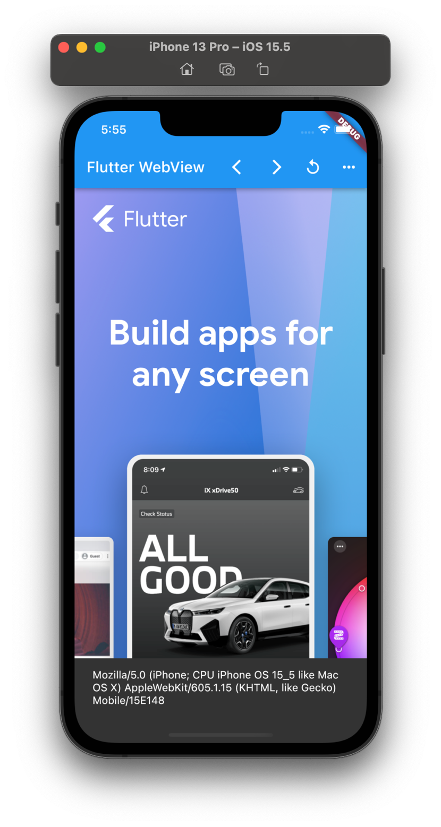 iPhone 13 Pro – iOS 15.5
5:55
DEBUG
Flutter WebView
Flutter
Build apps for
any screen
8:09
iX xDrive50
Check Status
ALL
GOOD
Guest
Mozilla/5.0 (iPhone; CPU iPhone OS 15_5 like Mac
OS X) AppleWebKit/605.1.15 (KHTML, like Gecko)
Mobile/15E148